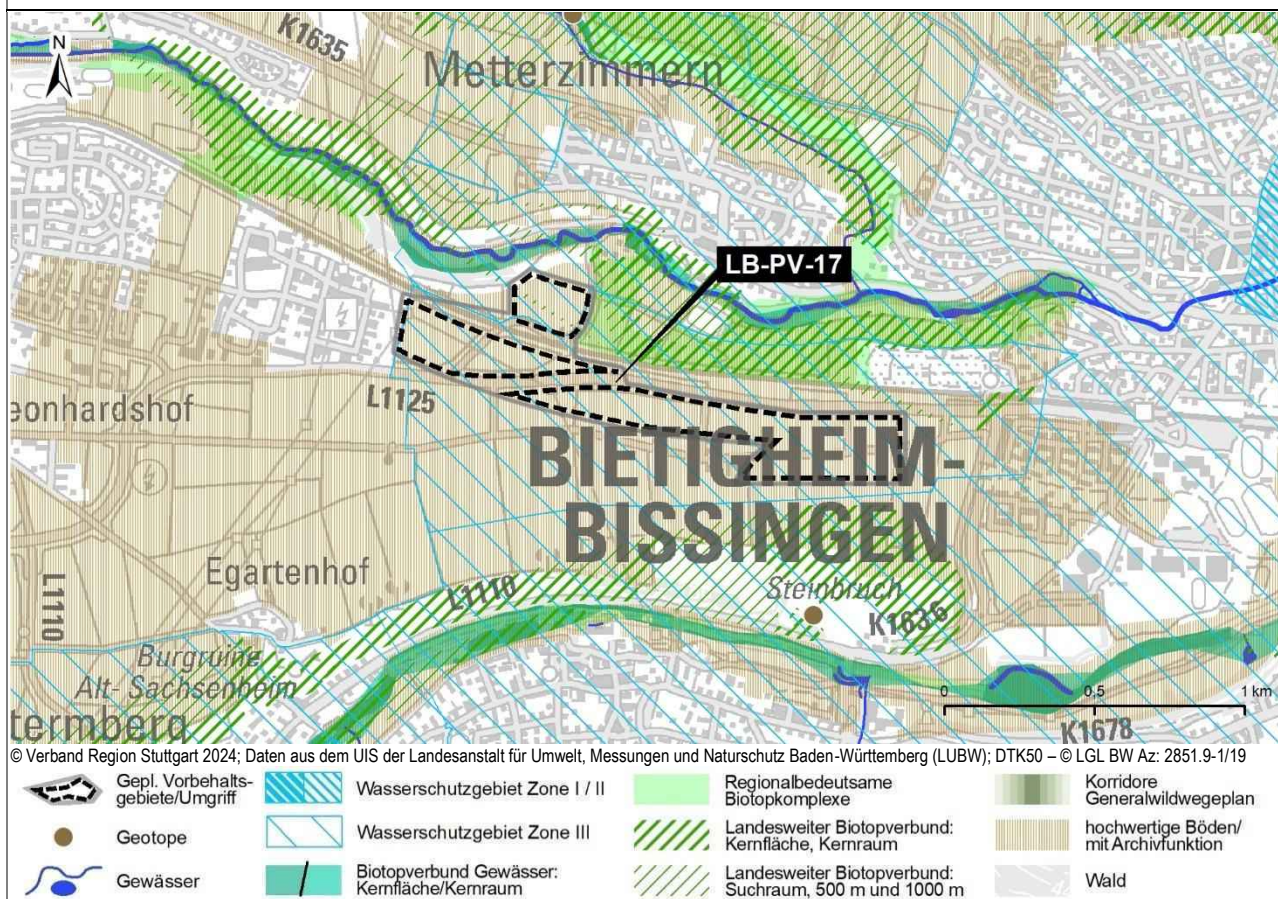 N
K1635
Metterzimmern
LB-PV-17
L1125
eonhardshof
BIETIGHEIM-
BISSINGEN
Egartenhof
L1110
L1110
Steinbruch
K1636
Burgruine
Alt- Sachsenheim
termberg
0 0,5 1 km
K1678
© Verband Region Stuttgart 2024; Daten aus dem UIS der Landesanstalt für Umwelt, Messungen und Naturschutz Baden-Württemberg (LUBW); DTK50 – © LGL BW Az: 2851.9-1/19
Gepl. Vorbehalts-
gebiete/Umgriff
Geotope
Gewässer
Wasserschutzgebiet Zone I / II
Wasserschutzgebiet Zone III
Biotopverbund Gewässer:
Kernfläche/Kernraum
Regionalbedeutsame
Biotopkomplexe
Landesweiter Biotopverbund:
Kernfläche, Kernraum
Landesweiter Biotopverbund:
Suchraum, 500 m und 1000 m
Korridore
Generalwildwegeplan
hochwertige Böden/
mit Archivfunktion
Wald